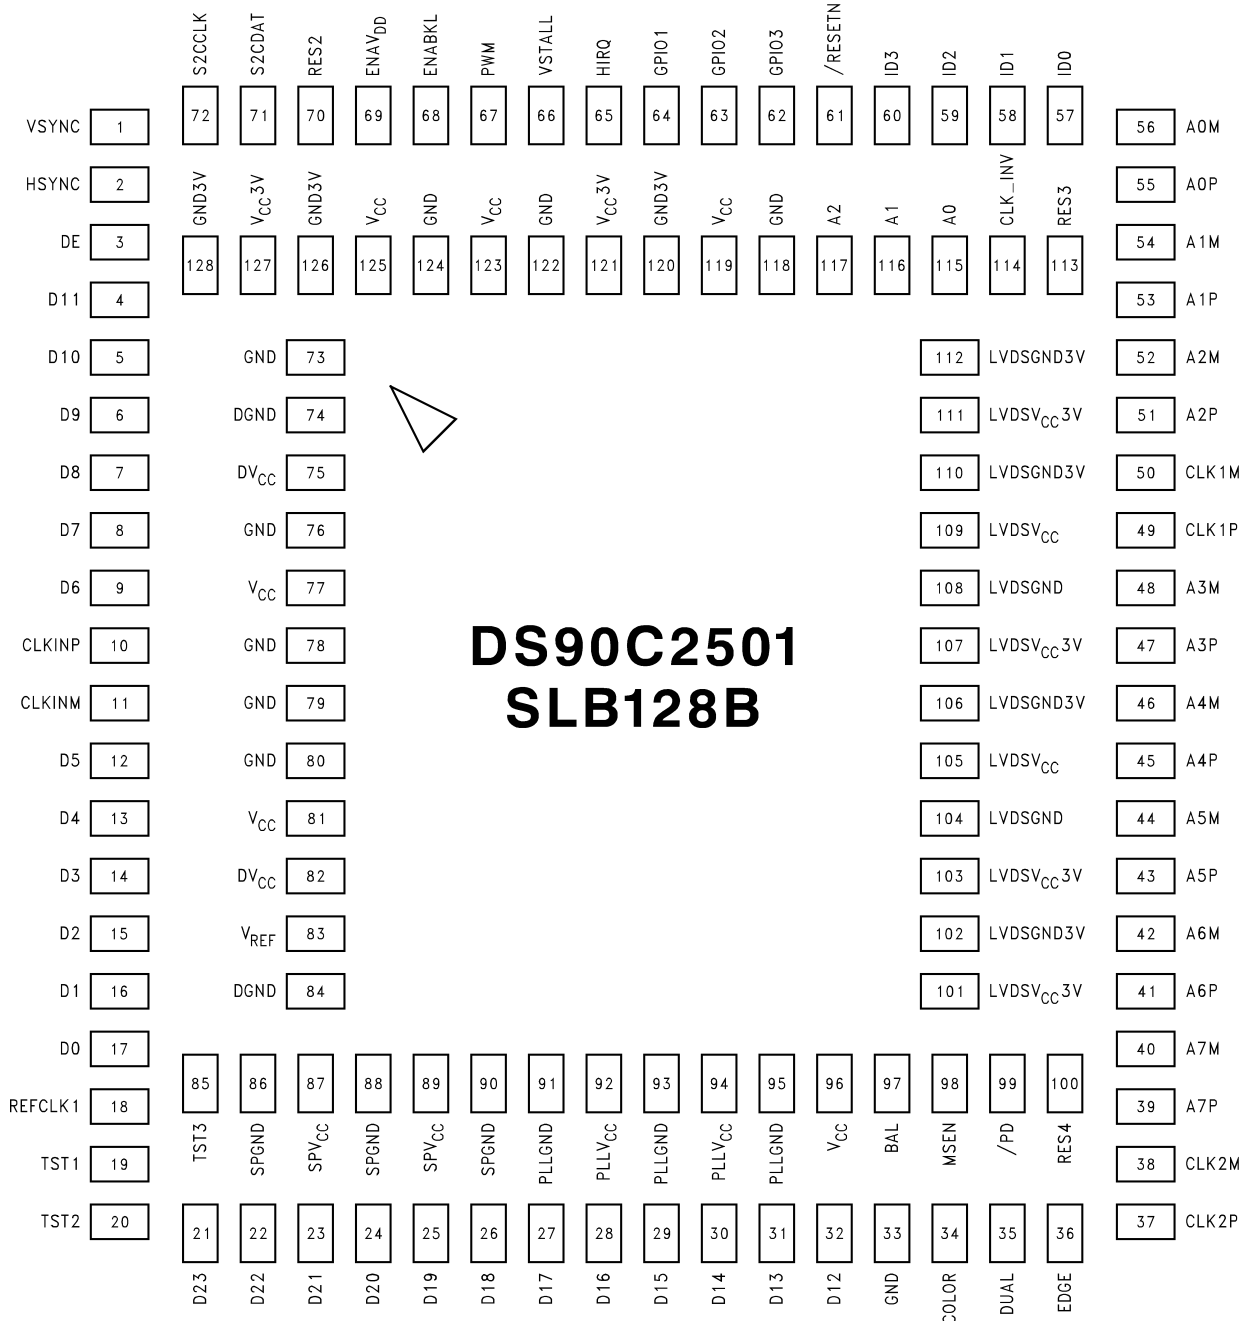 S2CCLK S2CDAT RES2 ENAVDD ENABKL PWM VSTALL HIRQ GPIO1 GPIO2 GPIO3 /RESETN ID3 ID2 ID1 ID0
72 71 70 69 68 67 66 65 64 63 62 61 60 59 58 57
VSYNC 1 56 A0M
HSYNC 2 55 A0P
GND3V VCC3V GND3V VCC GND VCC GND VCC3V GND3V VCC GND A2 A1 A0 CLK_INV RES3
DE 3 54 A1M
128 127 126 125 124 123 122 121 120 119 118 117 116 115 114 113
D11 4 53 A1P
D10 5 GND 73 112 LVDSGND3V 52 A2M
D9 6 DGND 74 111 LVDSVCC3V 51 A2P
D8 7 DVCC 75 110 LVDSGND3V 50 CLK1M
D7 8 GND 76 109 LVDSVCC 49 CLK1P
D6 9 VCC 77 108 LVDSGND 48 A3M
CLKINP 10 GND 78 DS90C2501 107 LVDSVCC3V 47 A3P
CLKINM 11 GND 79 SLB128B 106 LVDSGND3V 46 A4M
D5 12 GND 80 105 LVDSVCC 45 A4P
D4 13 VCC 81 104 LVDSGND 44 A5M
D3 14 DVCC 82 103 LVDSVCC3V 43 A5P
D2 15 VREF 83 102 LVDSGND3V 42 A6M
D1 16 DGND 84 101 LVDSVCC3V 41 A6P
D0 17 40 A7M
85 86 87 88 89 90 91 92 93 94 95 96 97 98 99 100
REFCLK1 18 39 A7P
TST3 SPGND SPVCC SPGND SPVCC SPGND PLLGND PLLVCC PLLGND PLLVCC PLLGND VCC BAL MSEN /PD RES4
TST1 19 38 CLK2M
TST2 20 37 CLK2P
21 22 23 24 25 26 27 28 29 30 31 32 33 34 35 36
D23 D22 D21 D20 D19 D18 D17 D16 D15 D14 D13 D12 GND COLOR DUAL EDGE